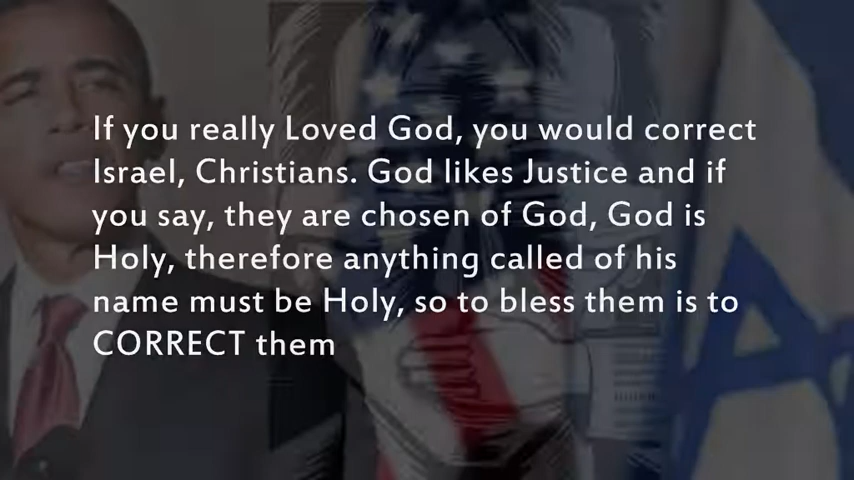 If you really Loved God, you would correct
Israel, Christians. God likes Justice and if
you say, they are chosen of God, God is
Holy, therefore anything called of his
name must be Holy, so to bless them is to
CORRECT them